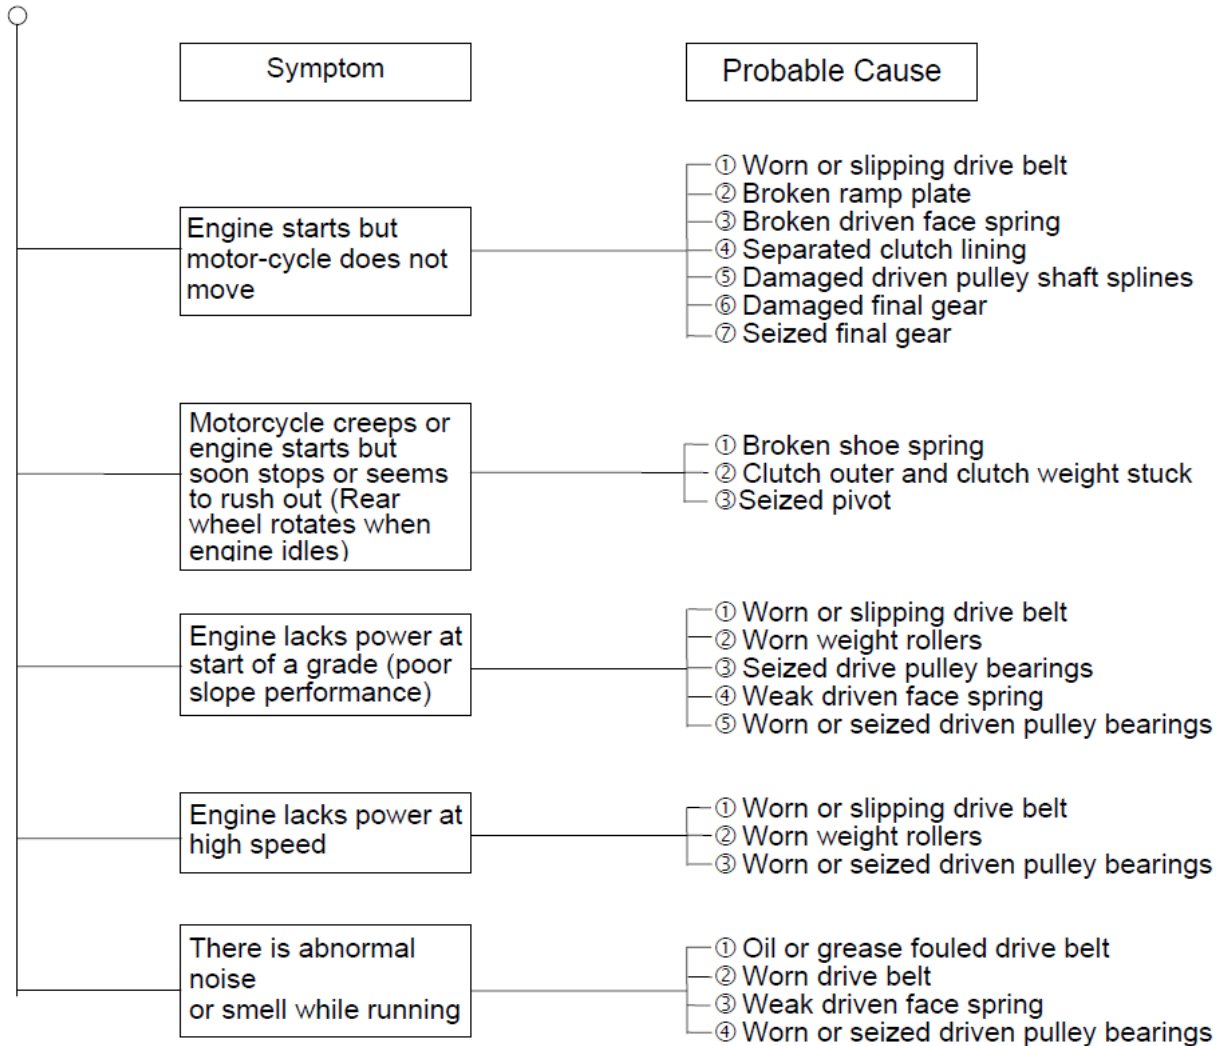 Symptom
Probable Cause
Engine starts but
motor-cycle does not
move
① Worn or slipping drive belt
② Broken ramp plate
③ Broken driven face spring
④ Separated clutch lining
⑤ Damaged driven pulley shaft splines
⑥ Damaged final gear
⑦ Seized final gear
Motorcycle creeps or
engine starts but
soon stops or seems
to rush out (Rear
wheel rotates when
engine idles)
① Broken shoe spring
② Clutch outer and clutch weight stuck
③Seized pivot
Engine lacks power at
start of a grade (poor
slope performance)
① Worn or slipping drive belt
② Worn weight rollers
③ Seized drive pulley bearings
④ Weak driven face spring
⑤ Worn or seized driven pulley bearings
Engine lacks power at
high speed
① Worn or slipping drive belt
② Worn weight rollers
③ Worn or seized driven pulley bearings
There is abnormal
noise
or smell while running
① Oil or grease fouled drive belt
② Worn drive belt
③ Weak driven face spring
④ Worn or seized driven pulley bearings